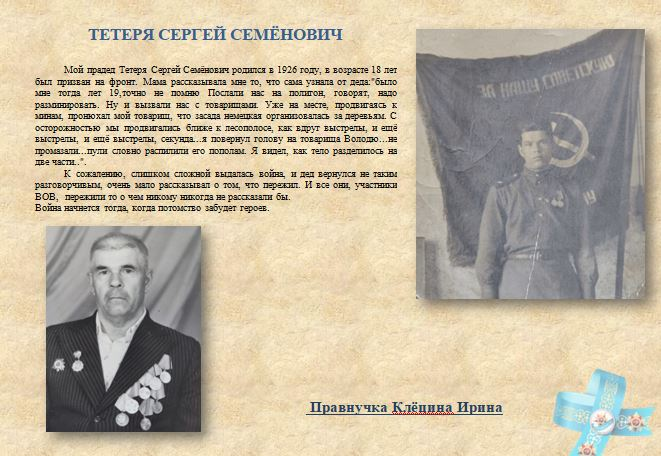 ТЕТЕРЯ СЕРГЕЙ СЕМЁНОВИЧ
Мой прадед Тетеря Сергей Семёнович родился в 1926 году, в возрасте 18 лет
был призван на фронт. Мама рассказывала мне то, что сама узнала от деда:"было
мне тогда лет 19,точно не помню Послали нас на полигон, говорят, надо
разминировать. Ну и вызвали нас с товарищами. Уже на месте, продвигаясь к
минам, пронюхал мой товарищ, что засада немецкая организовалась за деревьям. С
осторожностью мы продвигались ближе к лесополосе, как вдруг выстрелы, и ещё
выстрелы, и ещё выстрелы, секунда...я повернул голову на товарища Володю...не
промазали...пули словно распилили его пополам. Я видел, как тело разделилось на
две части..".
К сожалению, слишком сложной выдалась война, и дед вернулся не таким
разговорчивым, очень мало рассказывал о том, что пережил. И все они, участники
ВОВ, пережили то о чем никому никогда не рассказали бы.
Война начнется тогда, когда потомство забудет героев.
ЗА НАШУ СОВЕТСКУЮ
Правнучка Клёцина Ирина